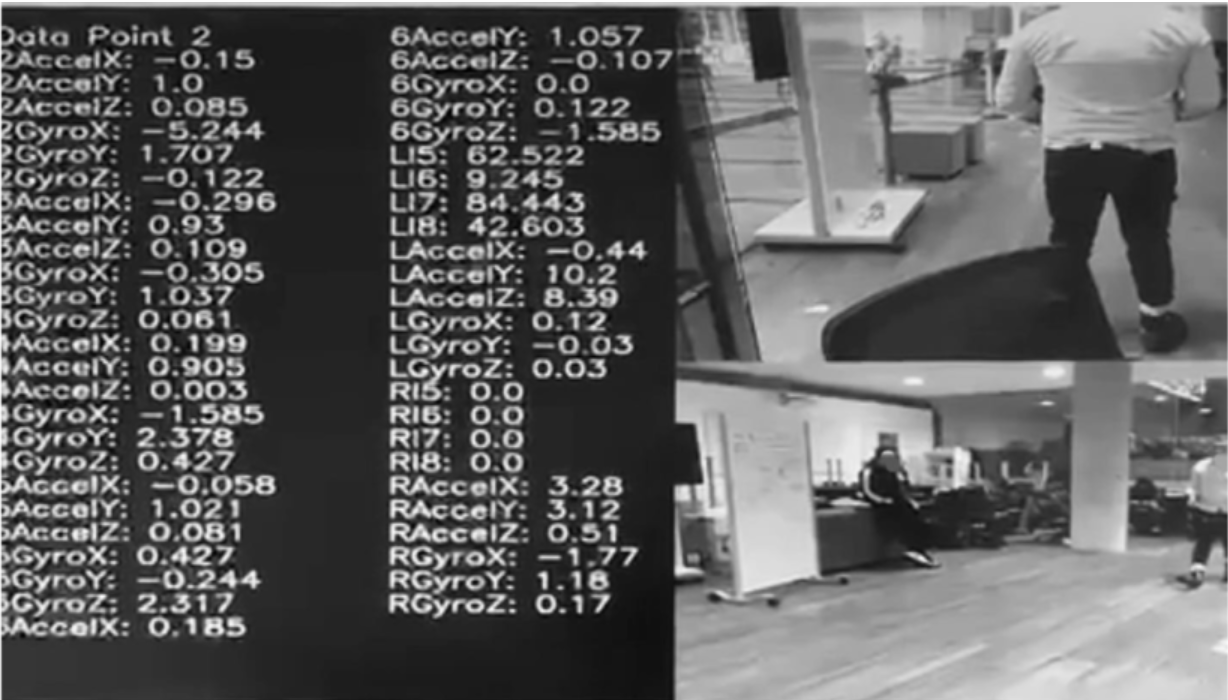 Data Point 2
2AccelX: -0.15
2AccelY: 1.0
2AccelZ: 0.085
2GyroX: -5.244
2GyroY: 1.707
2GyroZ: -0.122
3AccelX: -0.296
3AccelY: 0.93
3AccelZ: 0.109
3GyroX: -0.305
3GyroY: 1.037
3GyroZ: 0.061
4AccelX: 0.199
4AccelY: 0.905
4AccelZ: 0.003
4GyroX: -1.585
4GyroY: 2.378
4GyroZ: 0.427
5AccelX: -0.058
5AccelY: 1.021
5AccelZ: 0.081
5GyroX: 0.427
5GyroY: -0.244
5GyroZ: 2.317
6AccelX: 0.185
6AccelY: 1.057
6AccelZ: -0.107
6GyroX: 0.0
6GyroY: 0.122
6GyroZ: -1.585
LI5: 62.522
LI6: 9.245
LI7: 84.443
LI8: 42.603
LAccelX: -0.44
LAccelY: 10.2
LAccelZ: 8.39
LGyroX: 0.12
LGyroY: -0.03
LGyroZ: 0.03
RI5: 0.0
RI6: 0.0
RI7: 0.0
RI8: 0.0
RAccelX: 3.28
RAccelY: 3.12
RAccelZ: 0.51
RGyroX: -1.77
RGyroY: 1.18
RGyroZ: 0.17